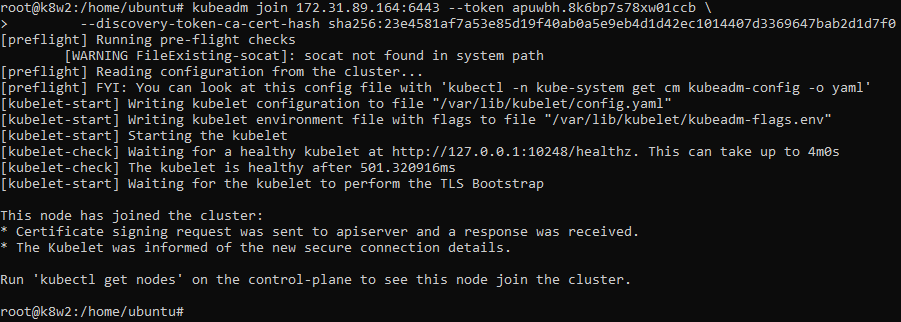 root@k8w2:/home/ubuntu# kubeadm join 172.31.89.164:6443 --token apuwbh.8k6bp7s78xw01ccb \
>         --discovery-token-ca-cert-hash sha256:23e4581af7a53e85d19f40ab0a5e9eb4d1d42ec1014407d3369647bab2d1d7f0
[preflight] Running pre-flight checks
        [WARNING FileExisting-socat]: socat not found in system path
[preflight] Reading configuration from the cluster...
[preflight] FYI: You can look at this config file with 'kubectl -n kube-system get cm kubeadm-config -o yaml'
[kubelet-start] Writing kubelet configuration to file "/var/lib/kubelet/config.yaml"
[kubelet-start] Writing kubelet environment file with flags to file "/var/lib/kubelet/kubeadm-flags.env"
[kubelet-start] Starting the kubelet
[kubelet-check] Waiting for a healthy kubelet at http://127.0.0.1:10248/healthz. This can take up to 4m0s
[kubelet-check] The kubelet is healthy after 501.320916ms
[kubelet-start] Waiting for the kubelet to perform the TLS Bootstrap

This node has joined the cluster:
* Certificate signing request was sent to apiserver and a response was received.
* The Kubelet was informed of the new secure connection details.

Run 'kubectl get nodes' on the control-plane to see this node join the cluster.

root@k8w2:/home/ubuntu#